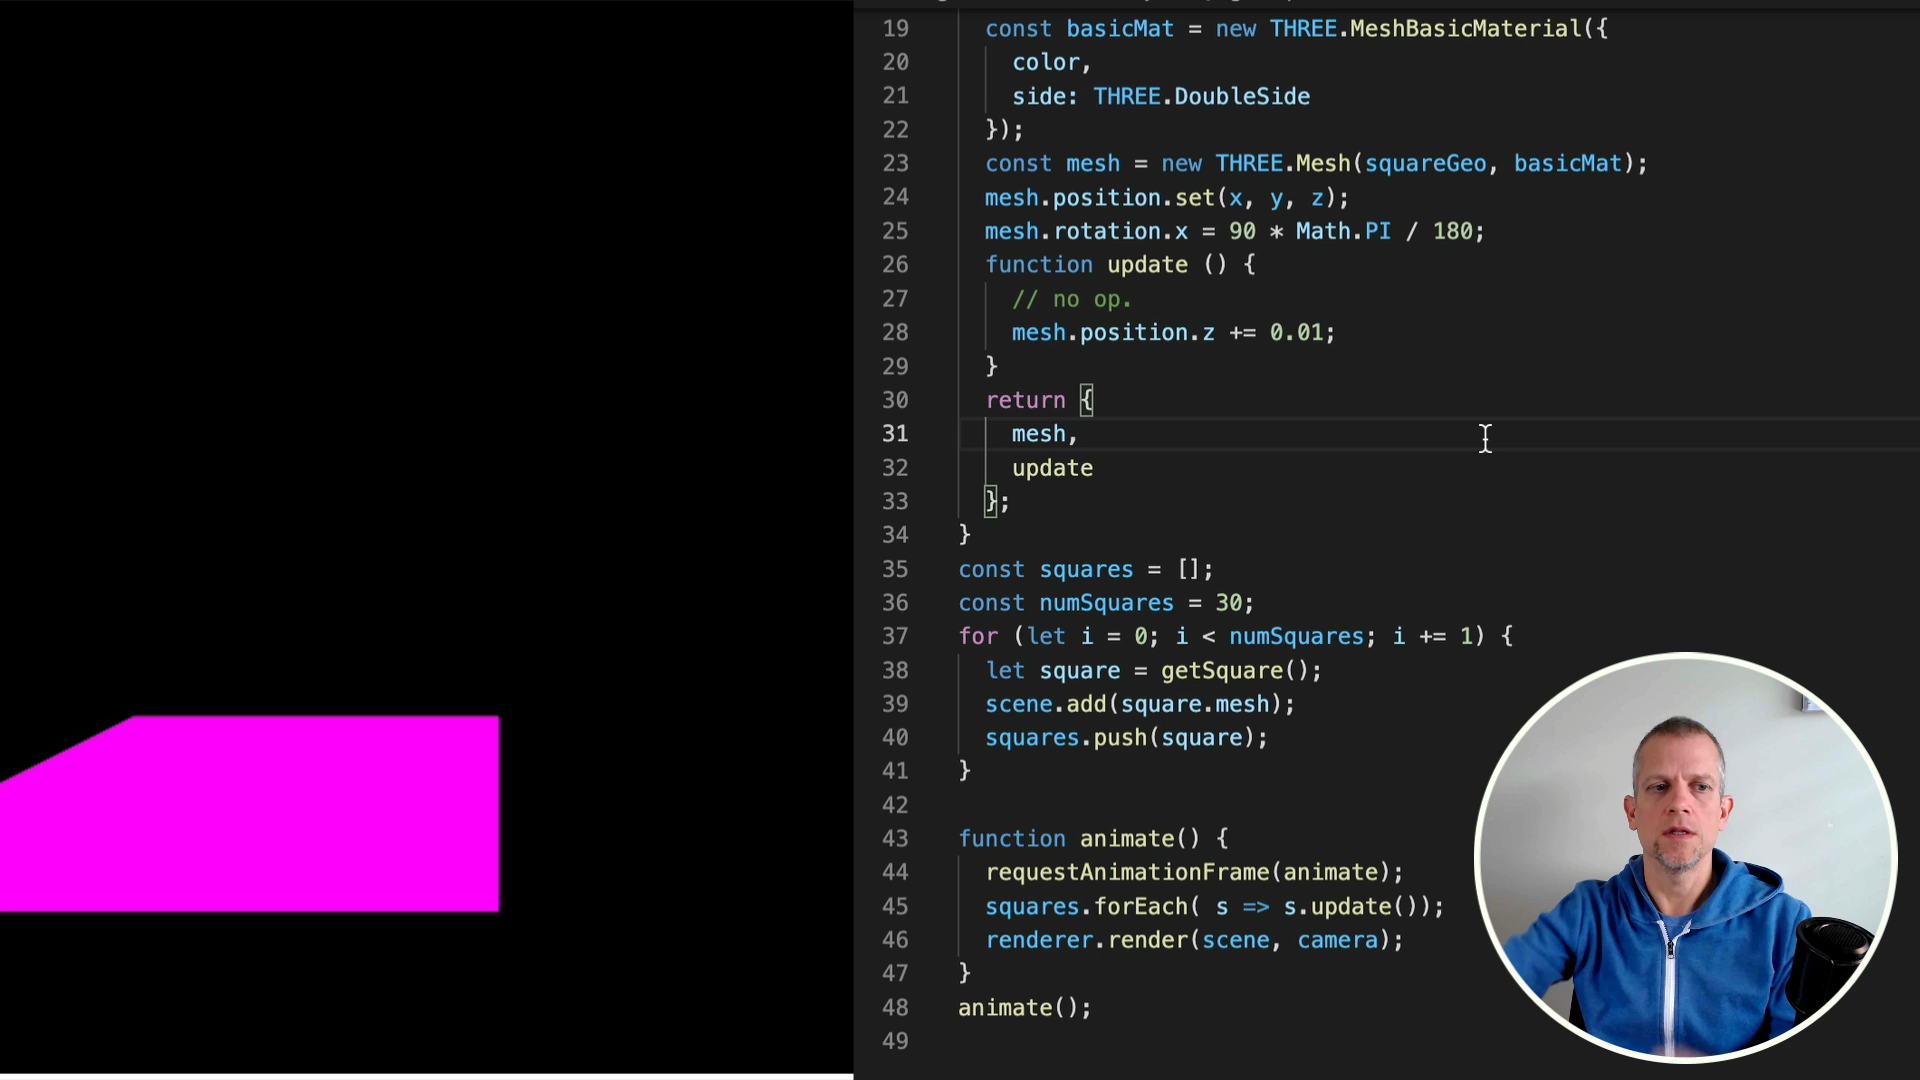 19 const basicMat = new THREE.MeshBasicMaterial({
20 color,
21 side: THREE.DoubleSide
22 });
23 const mesh = new THREE.Mesh(squareGeo, basicMat);
24 mesh.position.set(x, y, z);
25 mesh.rotation.x = 90 * Math.PI / 180;
26 function update () {
27 // no op.
28 mesh.position.z += 0.01;
29 }
30 return {
31 mesh,
32 update
33 };
34 }
35 const squares = [];
36 const numSquares = 30;
37 for (let i = 0; i < numSquares; i += 1) {
38 let square = getSquare();
39 scene.add(square.mesh);
40 squares.push(square);
41 }
42
43 function animate() {
44 requestAnimationFrame(animate);
45 squares.forEach( s => s.update());
46 renderer.render(scene, camera);
47 }
48 animate();
49